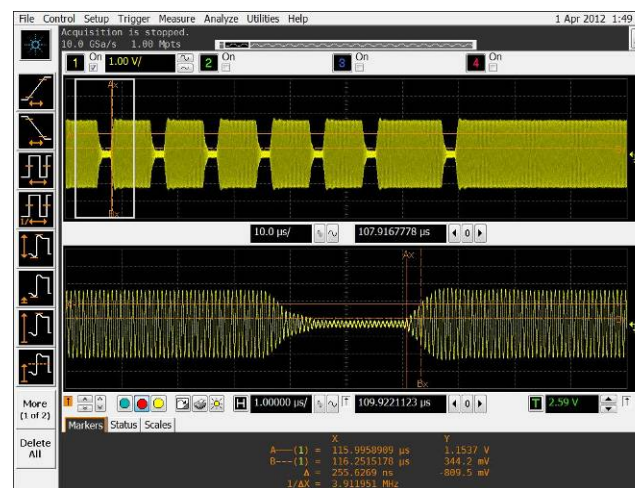 File Control Setup Trigger Measure Analyze Utilities Help 1 Apr 2012 1:49
Acquisition is stopped.
10.0 GSa/s 1.00 Mpts
1 On 1.00 V/ 2 On 3 On 4 On
Ax
Bx
10.0 µs/ 107.9167778 µs 0
Ax
Bx
More
(1 of 2)
Delete
All
H 1.00000 µs/ 109.9221123 µs 0 T 2.59 V
Markers Status Scales
X Y
A---(1) = 115.9958909 µs 1.1537 V
B---(1) = 116.2515178 µs 344.2 mV
Δ = 255.6269 ns -809.5 mV
1/ΔX = 3.911951 MHz